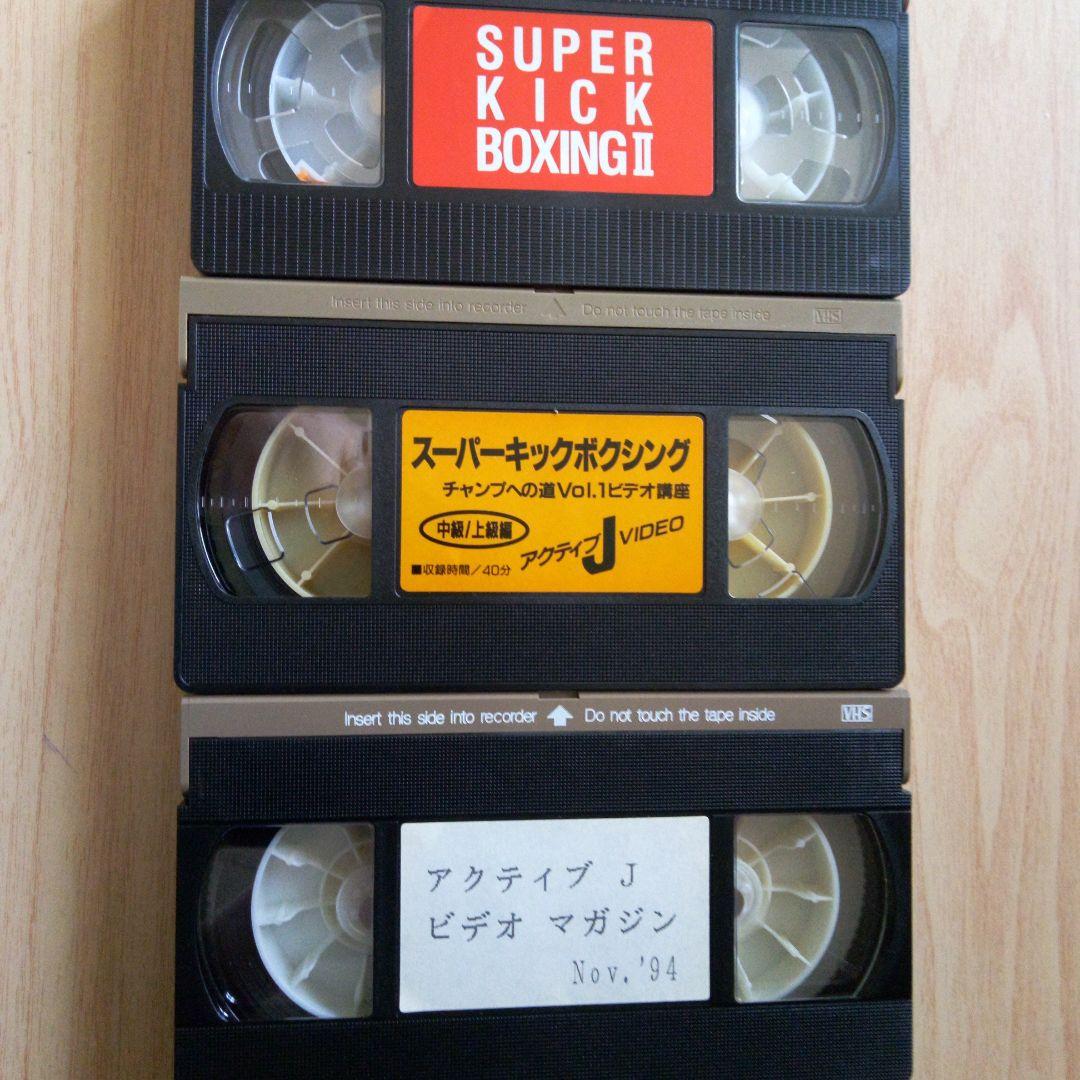 SUPER
KICK
BOXING II
Insert this side into recorder Do not touch the tape inside VHS
スーパーキックボクシング
チャンプへの道Vol.1ビデオ講座
中級/上級編
アクティブJ VIDEO
■収録時間/40分
Insert this side into recorder Do not touch the tape inside VHS
アクティブ J
ビデオ マガジン
Nov.'94